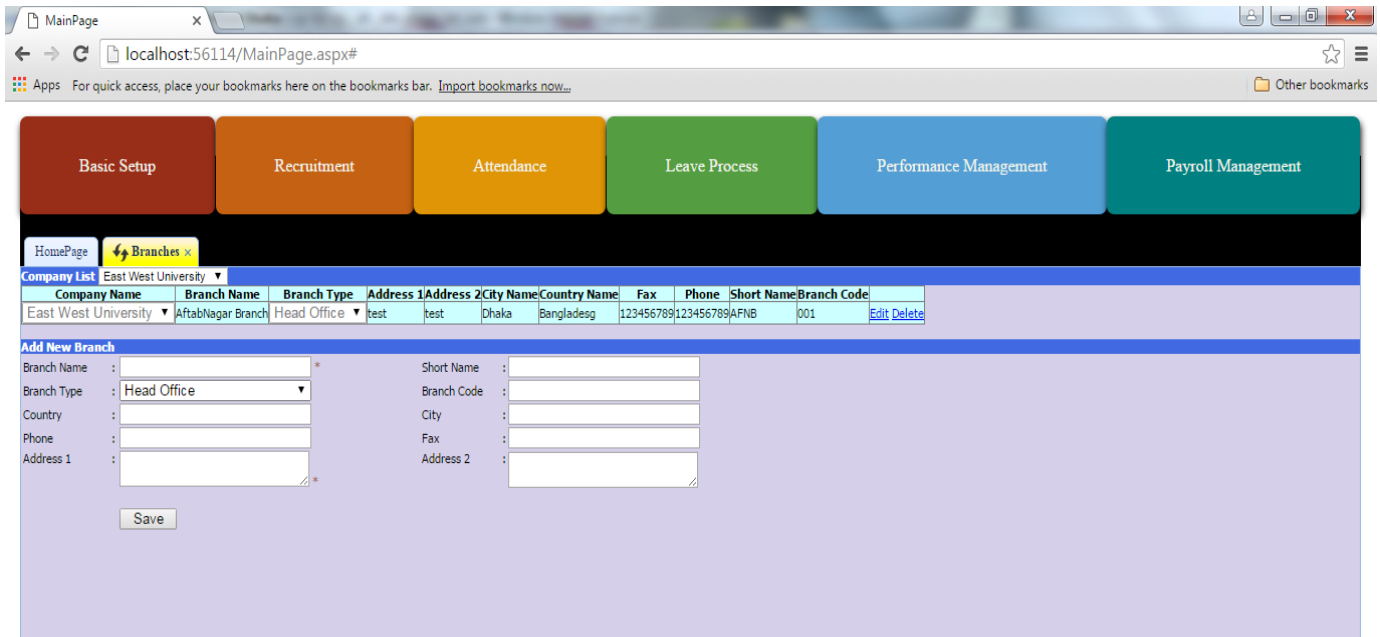 MainPage
localhost:56114/MainPage.aspx#
Apps For quick access, place your bookmarks here on the bookmarks bar. Import bookmarks now... Other bookmarks
Basic Setup Recruitment Attendance Leave Process Performance Management Payroll Management
HomePage Branches ×
Company List East West University
Company Name Branch Name Branch Type Address 1 Address 2 City Name Country Name Fax Phone Short Name Branch Code
East West University AftabNagar Branch Head Office test test Dhaka Bangladesg 123456789 123456789 AFNB 001 Edit Delete
Add New Branch
Branch Name : * Short Name :
Branch Type : Head Office Branch Code :
Country : City :
Phone : Fax :
Address 1 : * Address 2 :
Save